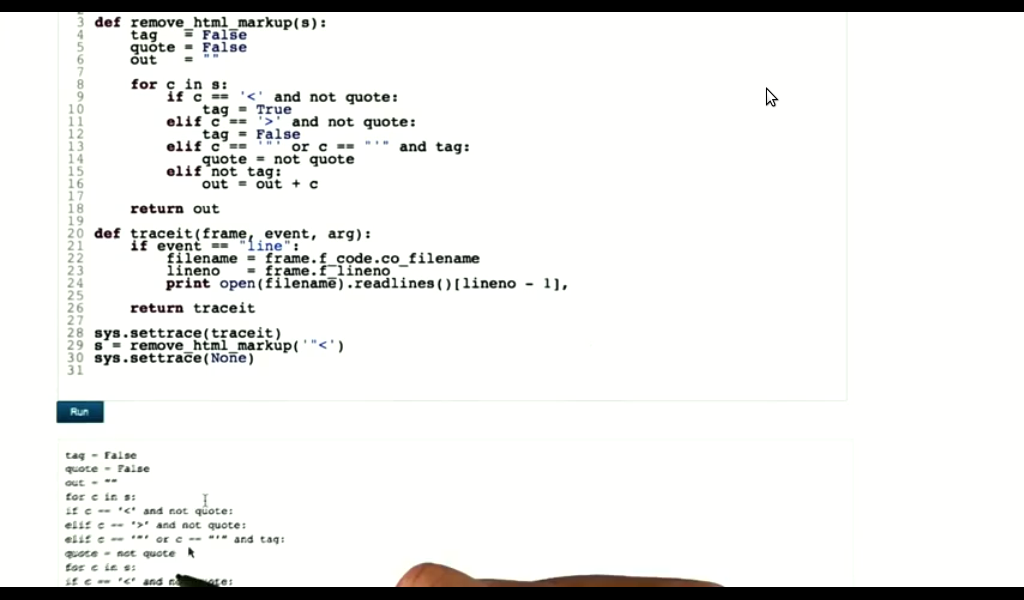 3 def remove_html_markup(s):
4 tag = False
5 quote = False
6 out = ""
7
8 for c in s:
9 if c == '<' and not quote:
10 tag = True
11 elif c == '>' and not quote:
12 tag = False
13 elif c == '"' or c == "'" and tag:
14 quote = not quote
15 elif not tag:
16 out = out + c
17
18 return out
19
20 def traceit(frame, event, arg):
21 if event == "line":
22 filename = frame.f_code.co_filename
23 lineno = frame.f_lineno
24 print open(filename).readlines()[lineno - 1],
25
26 return traceit
27
28 sys.settrace(traceit)
29 s = remove_html_markup('"<')
30 sys.settrace(None)
31
Run
tag = False
quote = False
out = ""
for c in s:
if c == '<' and not quote:
elif c == '>' and not quote:
elif c == '"' or c == "'" and tag:
quote = not quote
for c in s:
if c == '<' and